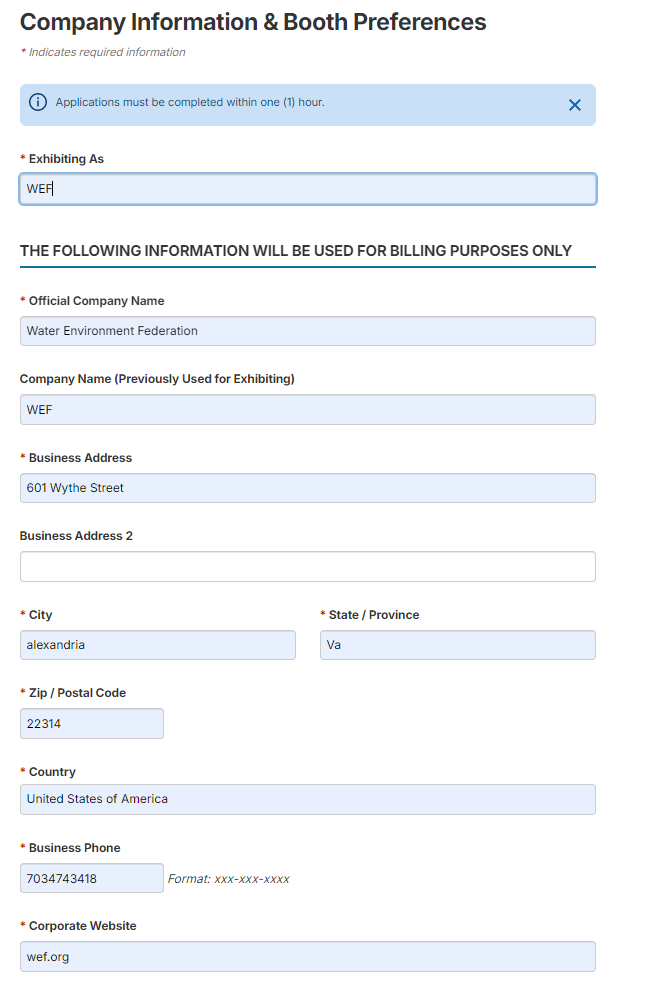 Company Information & Booth Preferences
* Indicates required information
Applications must be completed within one (1) hour.
* Exhibiting As
WEF
THE FOLLOWING INFORMATION WILL BE USED FOR BILLING PURPOSES ONLY
* Official Company Name
Water Environment Federation
Company Name (Previously Used for Exhibiting)
WEF
* Business Address
601 Wythe Street
Business Address 2
* City * State / Province
alexandria Va
* Zip / Postal Code
22314
* Country
United States of America
* Business Phone
7034743418 Format: xxx-xxx-xxxx
* Corporate Website
wef.org